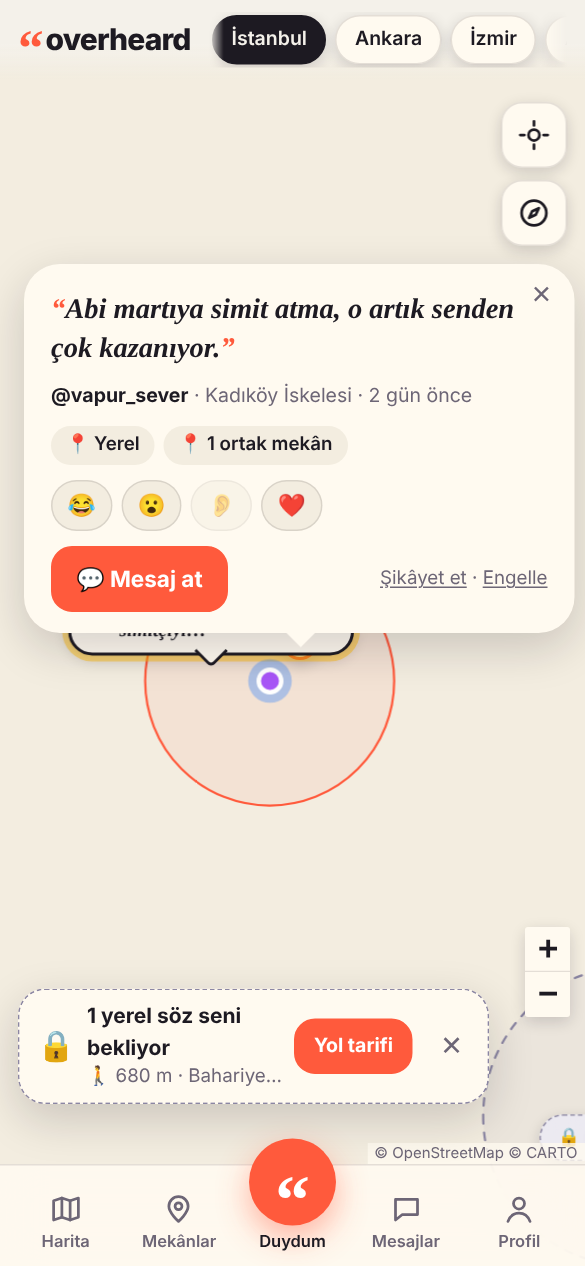 “overheard
İstanbul
Ankara
İzmir
“Abi martıya simit atma, o artık senden
çok kazanıyor.”
@vapur_sever · Kadıköy İskelesi · 2 gün önce
📍 Yerel
📍 1 ortak mekân
💬 Mesaj at
Şikâyet et · Engelle
1 yerel söz seni
bekliyor
🚶 680 m · Bahariye...
Yol tarifi
© OpenStreetMap © CARTO
Harita
Mekânlar
Duydum
Mesajlar
Profil